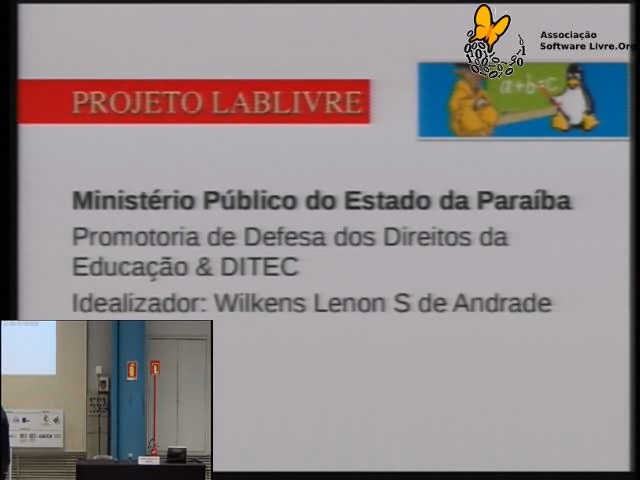 Associação
Software Livre.Org
PROJETO LABLIVRE
a+b=c
Ministério Público do Estado da Paraíba
Promotoria de Defesa dos Direitos da
Educação & DITEC
Idealizador: Wilkens Lenon S de Andrade